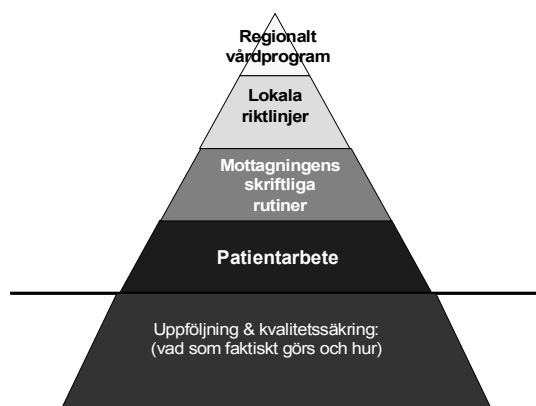 Regionalt
vårdprogram
Lokala
riktlinjer
Mottagningens
skriftliga
rutiner
Patientarbete
Uppföljning & kvalitetssäkring:
(vad som faktiskt görs och hur)